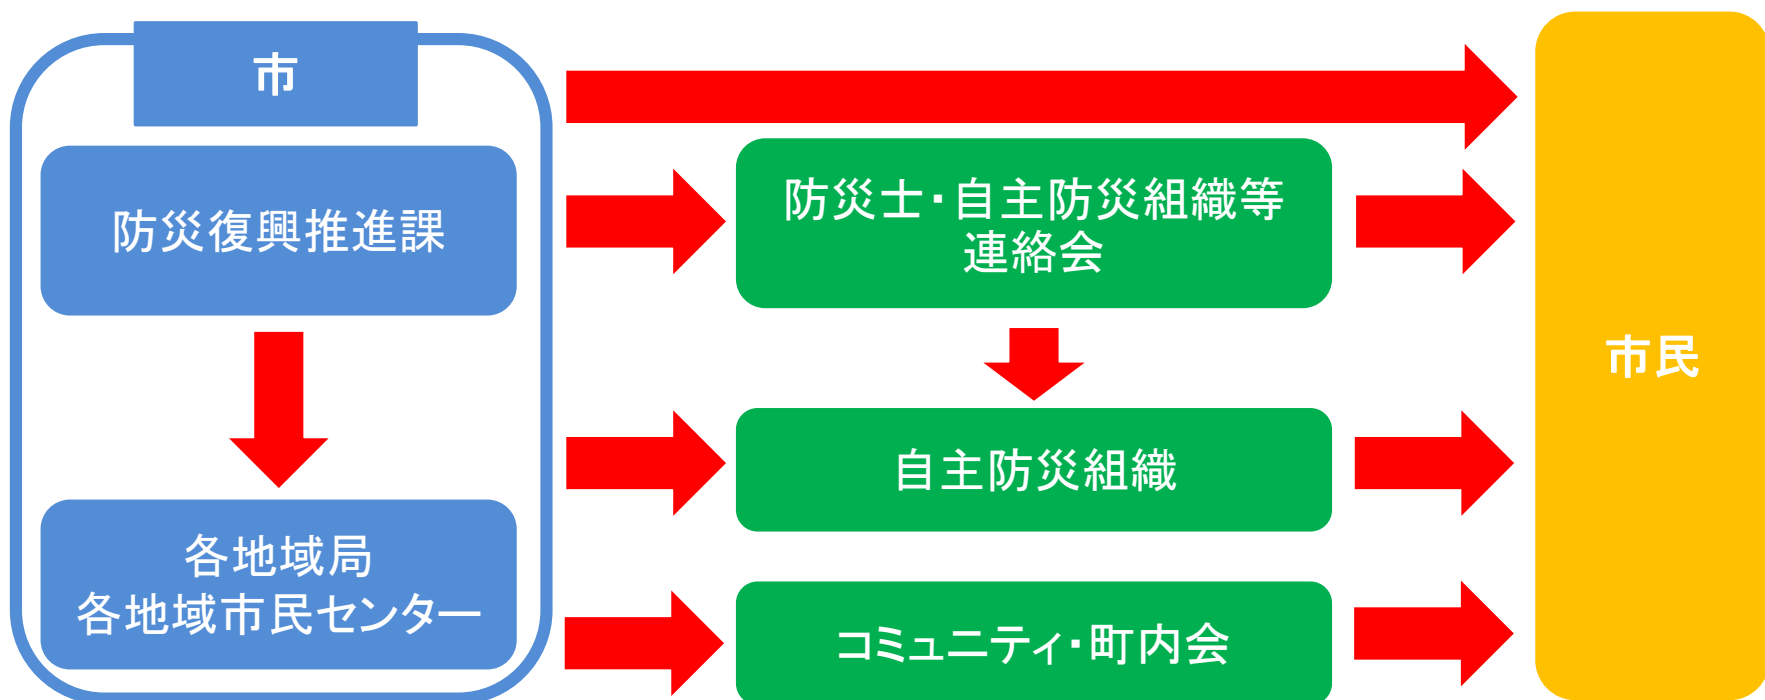 市
防災復興推進課
各地域局
各地域市民センター
防災士・自主防災組織等
連絡会
自主防災組織
コミュニティ・町内会
市民